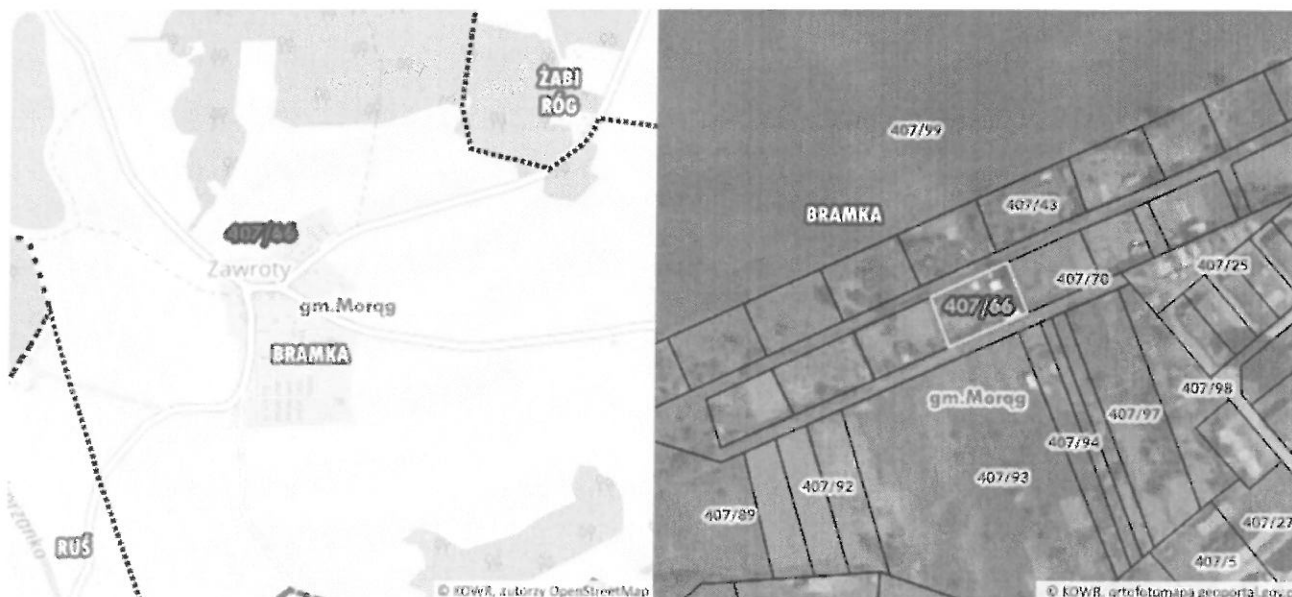 ŻABI
RÓG
407/66
Zawroty
gm.Morąg
BRAMKA
RUŚ
© KOWR, autorzy OpenStreetMap
407/99
BRAMKA
407/43
407/25
407/70
407/66
gm.Morąg
407/98
407/97
407/94
407/93
407/92
407/89
407/27
407/5
© KOWR, ortofotomapa geoportal.gov.p